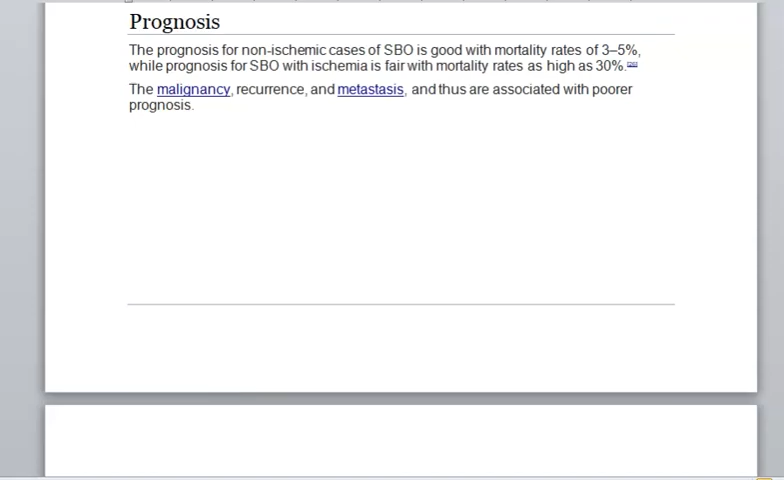 Prognosis
The prognosis for non-ischemic cases of SBO is good with mortality rates of 3–5%,
while prognosis for SBO with ischemia is fair with mortality rates as high as 30%.
The malignancy, recurrence, and metastasis, and thus are associated with poorer
prognosis.